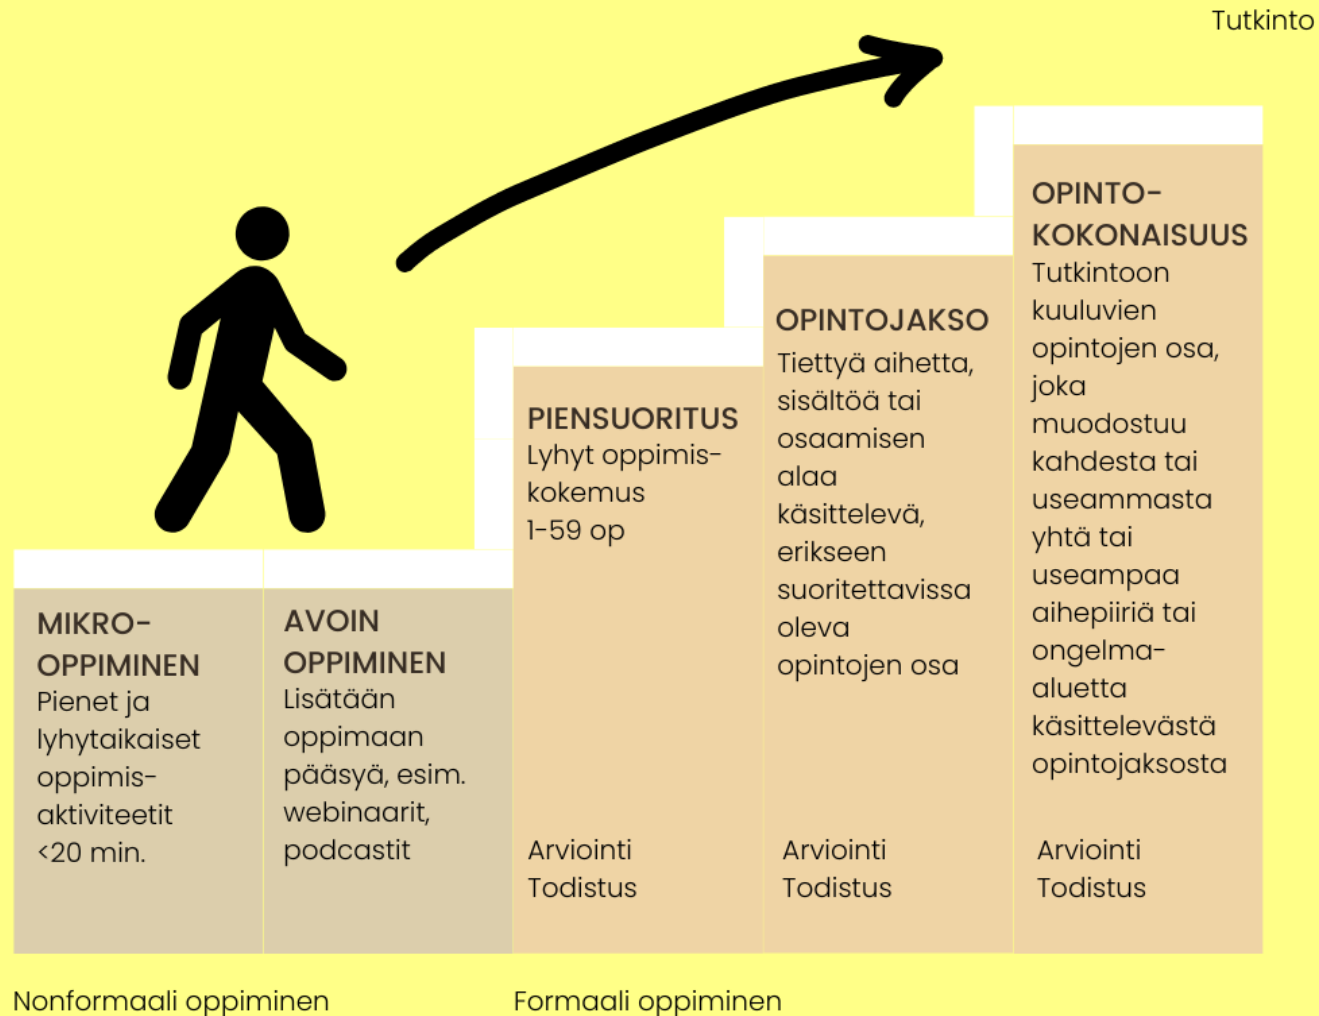 Tutkinto
MIKRO-
OPPIMINEN
Pienet ja
lyhytaikaiset
oppimis-
aktiviteetit
<20 min.
AVOIN
OPPIMINEN
Lisätään
oppimaan
pääsyä, esim.
webinaarit,
podcastit
PIENSUORITUS
Lyhyt oppimis-
kokemus
1-59 op
Arviointi
Todistus
OPINTOJAKSO
Tiettyä aihetta,
sisältöä tai
osaamisen
alaa
käsittelevä,
erikseen
suoritettavissa
oleva
opintojen osa
Arviointi
Todistus
OPINTO-
KOKONAISUUS
Tutkintoon
kuuluvien
opintojen osa,
joka
muodostuu
kahdesta tai
useammasta
yhtä tai
useampaa
aihepiiriä tai
ongelma-
aluetta
käsittelevästä
opintojaksosta
Arviointi
Todistus
Nonformaali oppiminen
Formaali oppiminen